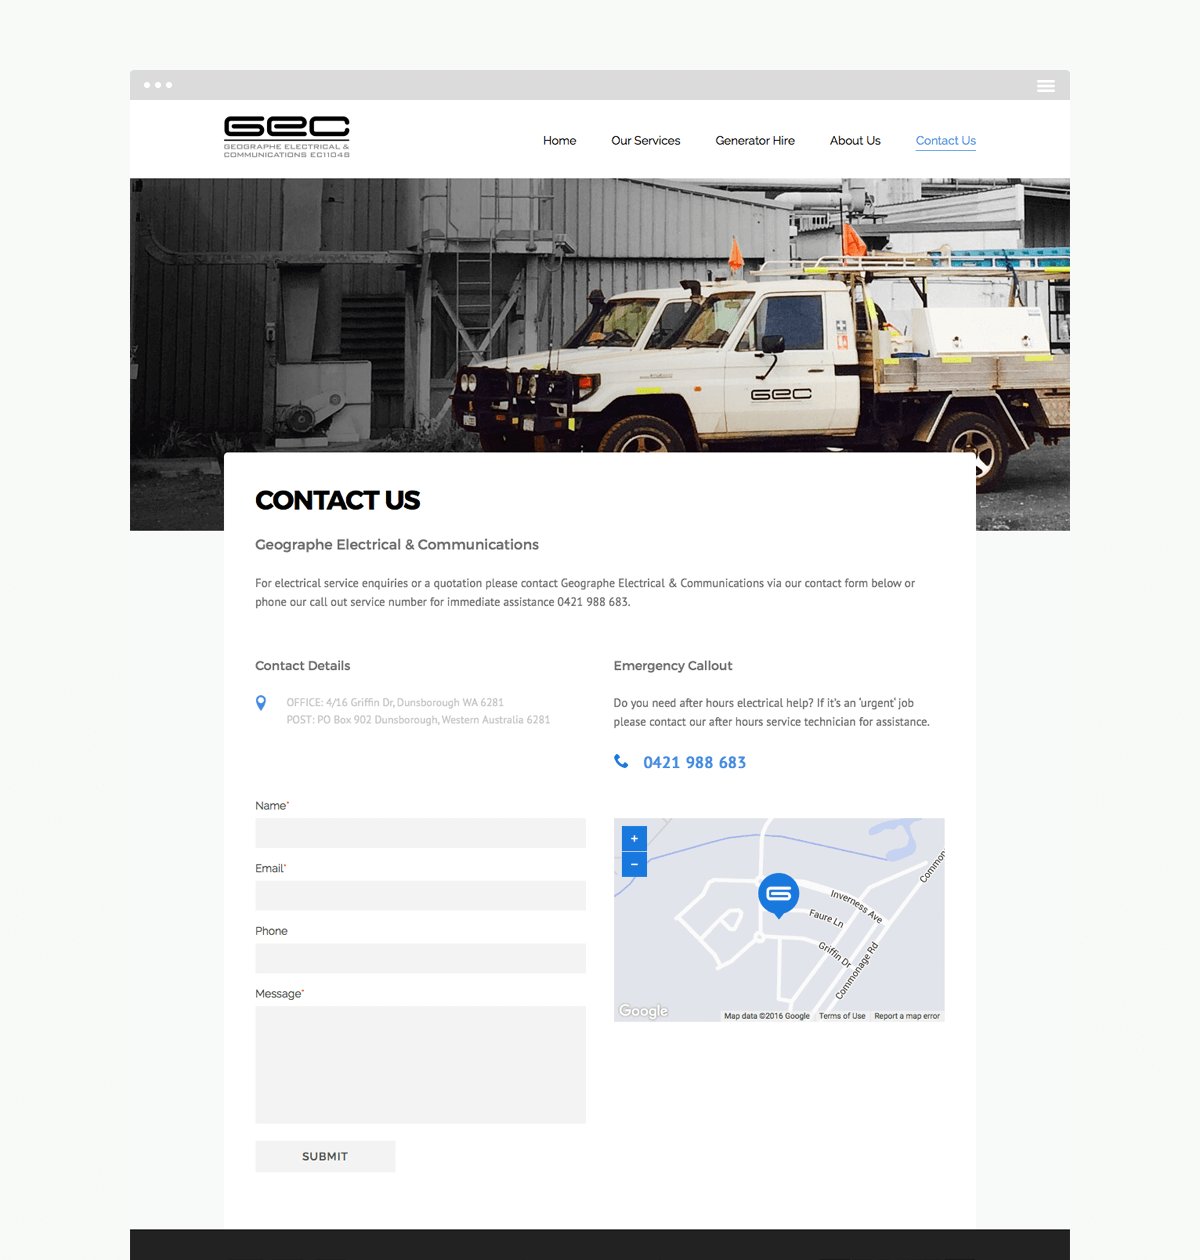 GEC
GEOGRAPHE ELECTRICAL &
COMMUNICATIONS EC11048
Home
Our Services
Generator Hire
About Us
Contact Us
GEC
CONTACT US
Geographe Electrical & Communications
For electrical service enquiries or a quotation please contact Geographe Electrical & Communications via our contact form below or
phone our call out service number for immediate assistance 0421 988 683.
Contact Details
OFFICE: 4/16 Griffin Dr, Dunsborough WA 6281
POST: PO Box 902 Dunsborough, Western Australia 6281
Emergency Callout
Do you need after hours electrical help? If it's an 'urgent' job
please contact our after hours service technician for assistance.
0421 988 683
Name*
Email*
Phone
Message*
SUBMIT
+
−
G
Inverness Ave
Faure Ln
Griffin Dr
Commonage Rd
Common
Google
Map data ©2016 Google
Terms of Use
Report a map error